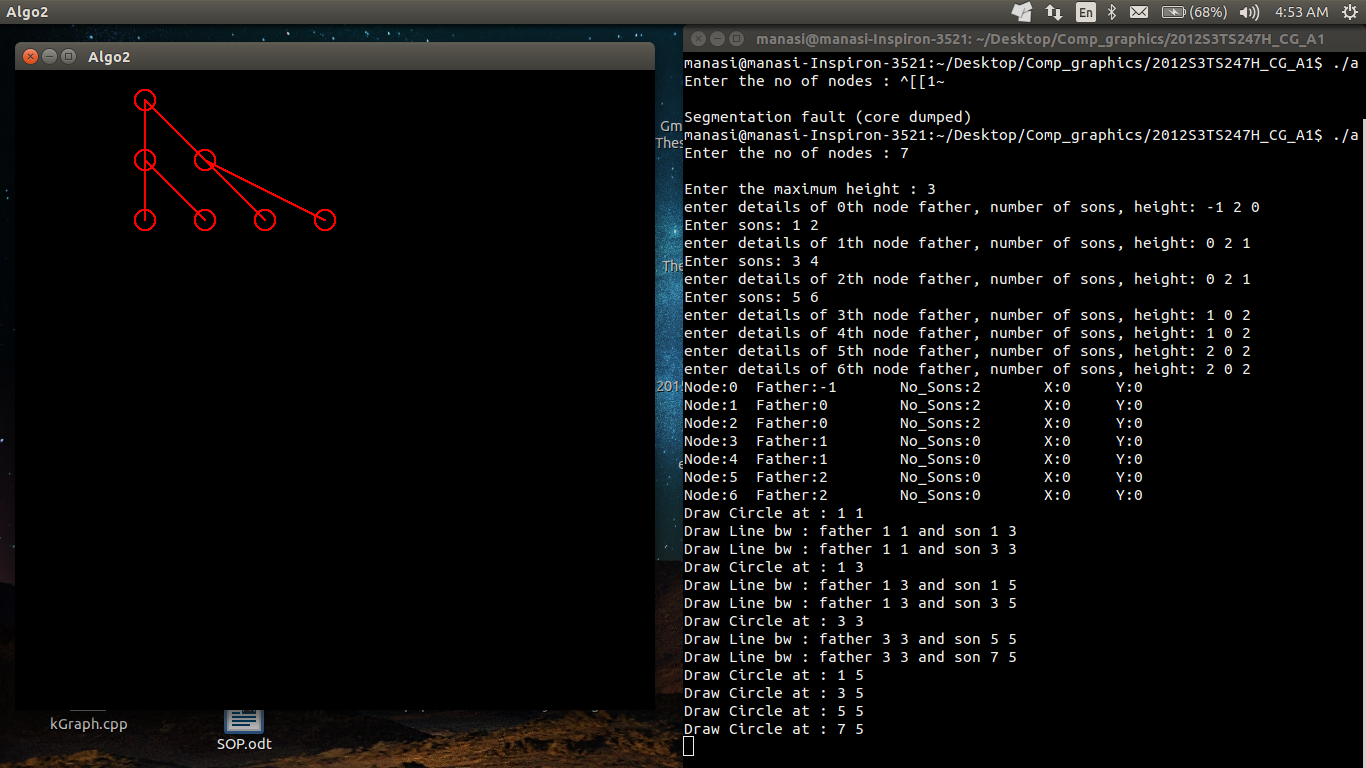 Algo2
En
(68%)
4:53 AM
Algo2
manasi@manasi-Inspiron-3521: ~/Desktop/Comp_graphics/2012S3TS247H_CG_A1
manasi@manasi-Inspiron-3521:~/Desktop/Comp_graphics/2012S3TS247H_CG_A1$ ./a
Enter the no of nodes : ^[[1~
Segmentation fault (core dumped)
manasi@manasi-Inspiron-3521:~/Desktop/Comp_graphics/2012S3TS247H_CG_A1$ ./a
Enter the no of nodes : 7
Enter the maximum height : 3
enter details of 0th node father, number of sons, height: -1 2 0
Enter sons: 1 2
enter details of 1th node father, number of sons, height: 0 2 1
Enter sons: 3 4
enter details of 2th node father, number of sons, height: 0 2 1
Enter sons: 5 6
enter details of 3th node father, number of sons, height: 1 0 2
enter details of 4th node father, number of sons, height: 1 0 2
enter details of 5th node father, number of sons, height: 2 0 2
enter details of 6th node father, number of sons, height: 2 0 2
Node:0 Father:-1 No_Sons:2 X:0 Y:0
Node:1 Father:0 No_Sons:2 X:0 Y:0
Node:2 Father:0 No_Sons:2 X:0 Y:0
Node:3 Father:1 No_Sons:0 X:0 Y:0
Node:4 Father:1 No_Sons:0 X:0 Y:0
Node:5 Father:2 No_Sons:0 X:0 Y:0
Node:6 Father:2 No_Sons:0 X:0 Y:0
Draw Circle at : 1 1
Draw Line bw : father 1 1 and son 1 3
Draw Line bw : father 1 1 and son 3 3
Draw Circle at : 1 3
Draw Line bw : father 1 3 and son 1 5
Draw Line bw : father 1 3 and son 3 5
Draw Circle at : 3 3
Draw Line bw : father 3 3 and son 5 5
Draw Line bw : father 3 3 and son 7 5
Draw Circle at : 1 5
Draw Circle at : 3 5
Draw Circle at : 5 5
Draw Circle at : 7 5
Gm
Thes
The
201
kGraph.cpp
SOP.odt